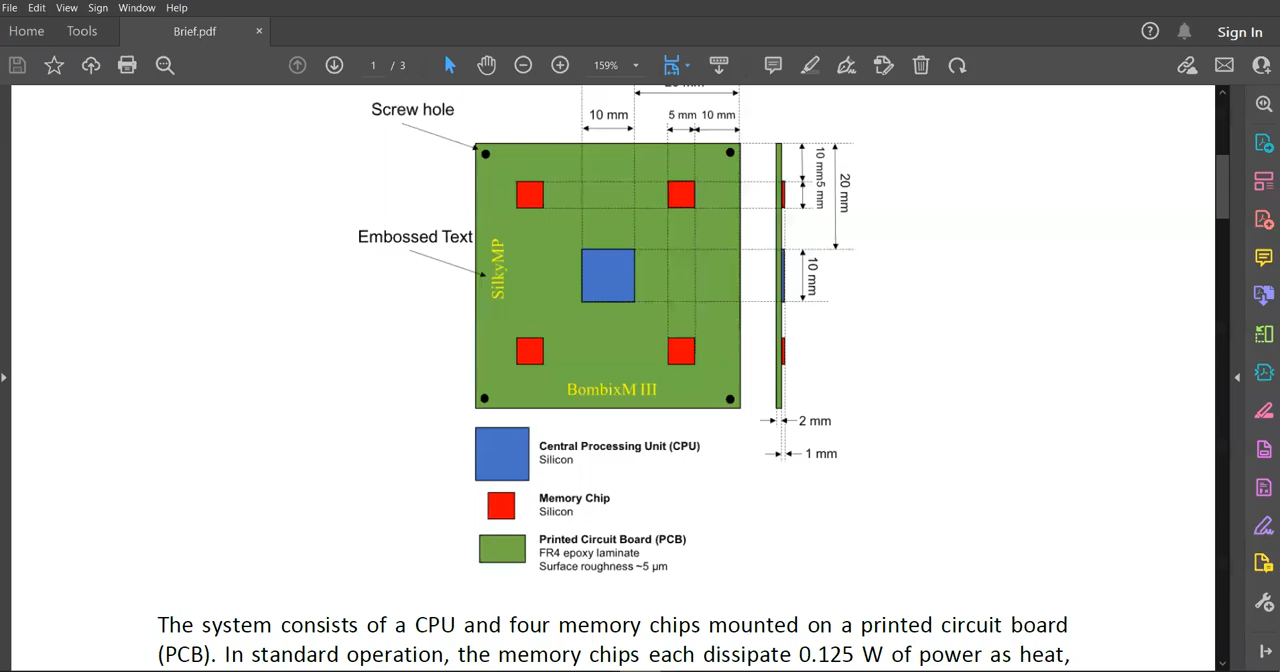 File Edit View Sign Window Help
Home Tools Brief.pdf × Sign In
1 / 3 159%
Screw hole
10 mm
5 mm 10 mm
10 mm
5 mm
20 mm
Embossed Text
SilkyMP
10 mm
BombixM III
2 mm
Central Processing Unit (CPU)
Silicon
1 mm
Memory Chip
Silicon
Printed Circuit Board (PCB)
FR4 epoxy laminate
Surface roughness ~5 μm
The system consists of a CPU and four memory chips mounted on a printed circuit board
(PCB). In standard operation, the memory chips each dissipate 0.125 W of power as heat,